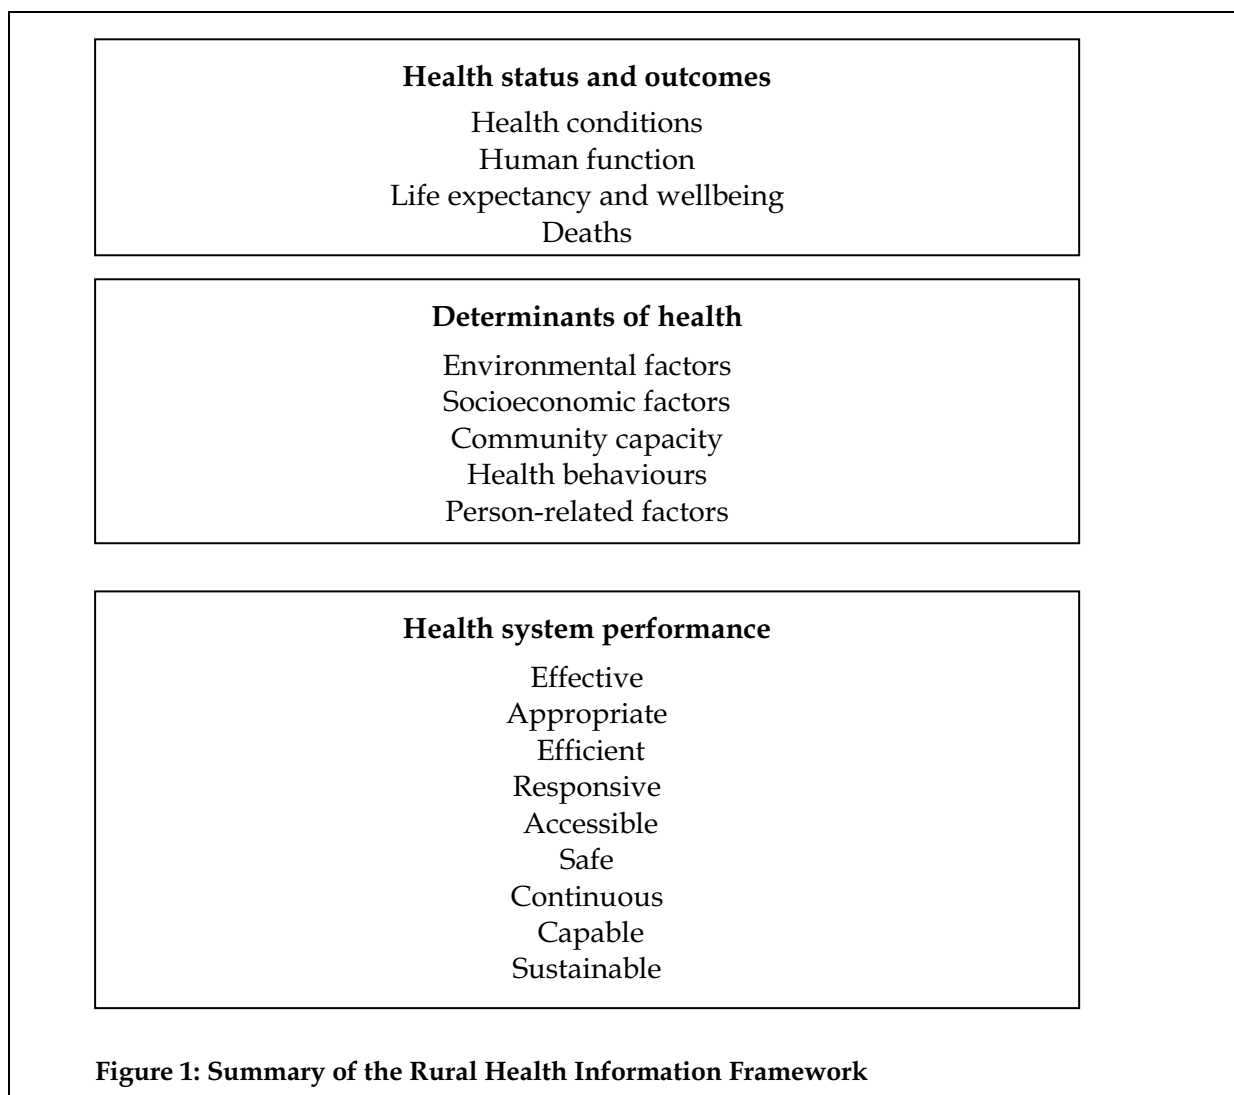 Health status and outcomes
Health conditions
Human function
Life expectancy and wellbeing
Deaths
Determinants of health
Environmental factors
Socioeconomic factors
Community capacity
Health behaviours
Person-related factors
Health system performance
Effective
Appropriate
Efficient
Responsive
Accessible
Safe
Continuous
Capable
Sustainable
Figure 1: Summary of the Rural Health Information Framework